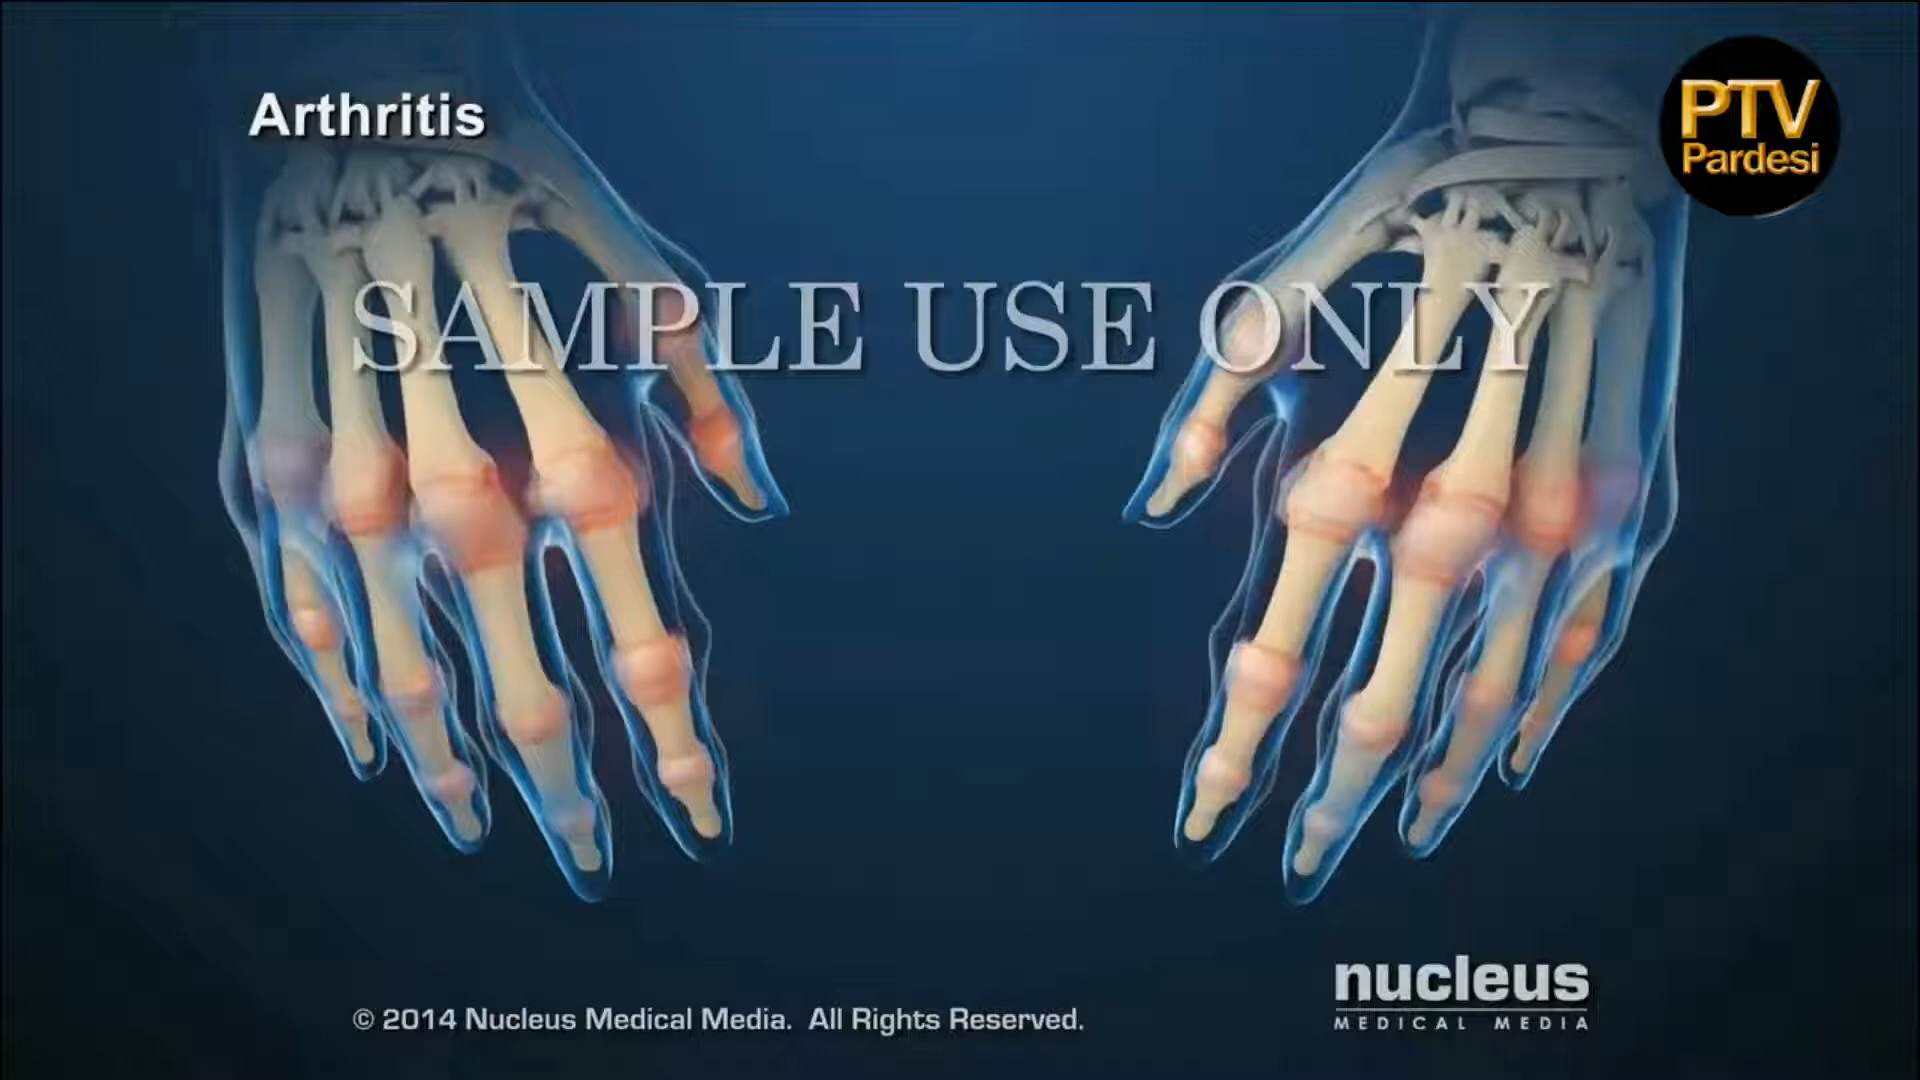 Arthritis
PTV
Pardesi
SAMPLE USE ONLY
nucleus
MEDICAL MEDIA
© 2014 Nucleus Medical Media. All Rights Reserved.